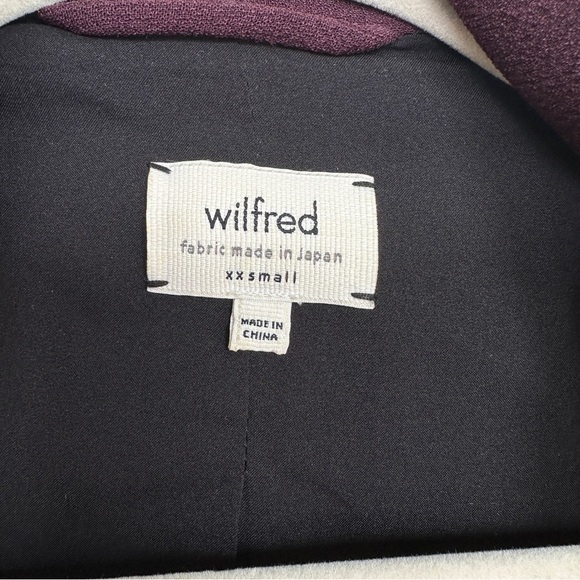 wilfred
fabric made in Japan
xxsmall
MADE IN
CHINA